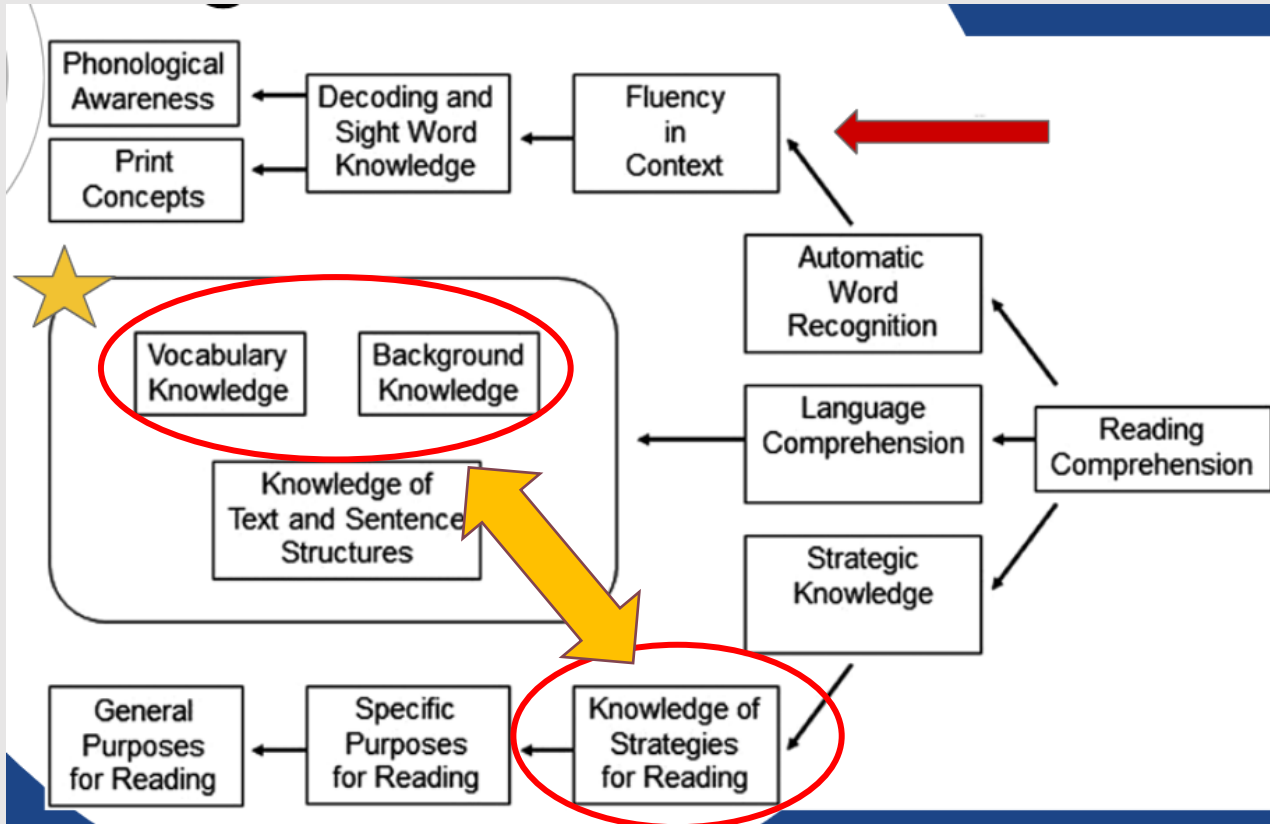 Phonological
Awareness
Print
Concepts
Decoding and
Sight Word
Knowledge
Fluency
in
Context
Automatic
Word
Recognition
Vocabulary
Knowledge
Background
Knowledge
Knowledge of
Text and Sentence
Structures
Language
Comprehension
Reading
Comprehension
Strategic
Knowledge
General
Purposes
for Reading
Specific
Purposes
for Reading
Knowledge of
Strategies
for Reading